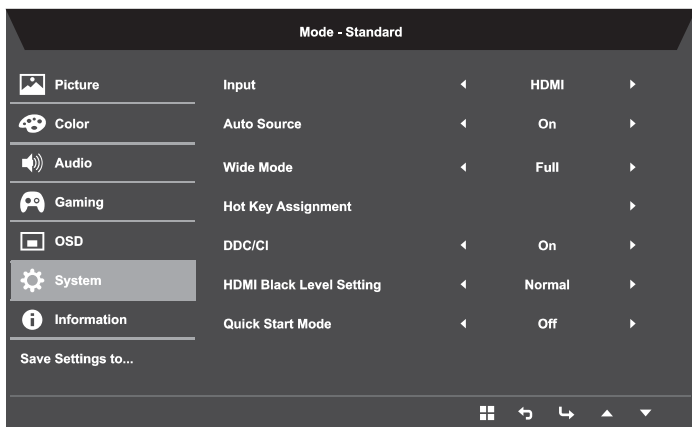 Mode - Standard
Picture
Input HDMI
Color
Auto Source On
Audio
Wide Mode Full
Gaming
Hot Key Assignment
OSD
DDC/CI On
System
HDMI Black Level Setting Normal
Information
Quick Start Mode Off
Save Settings to...